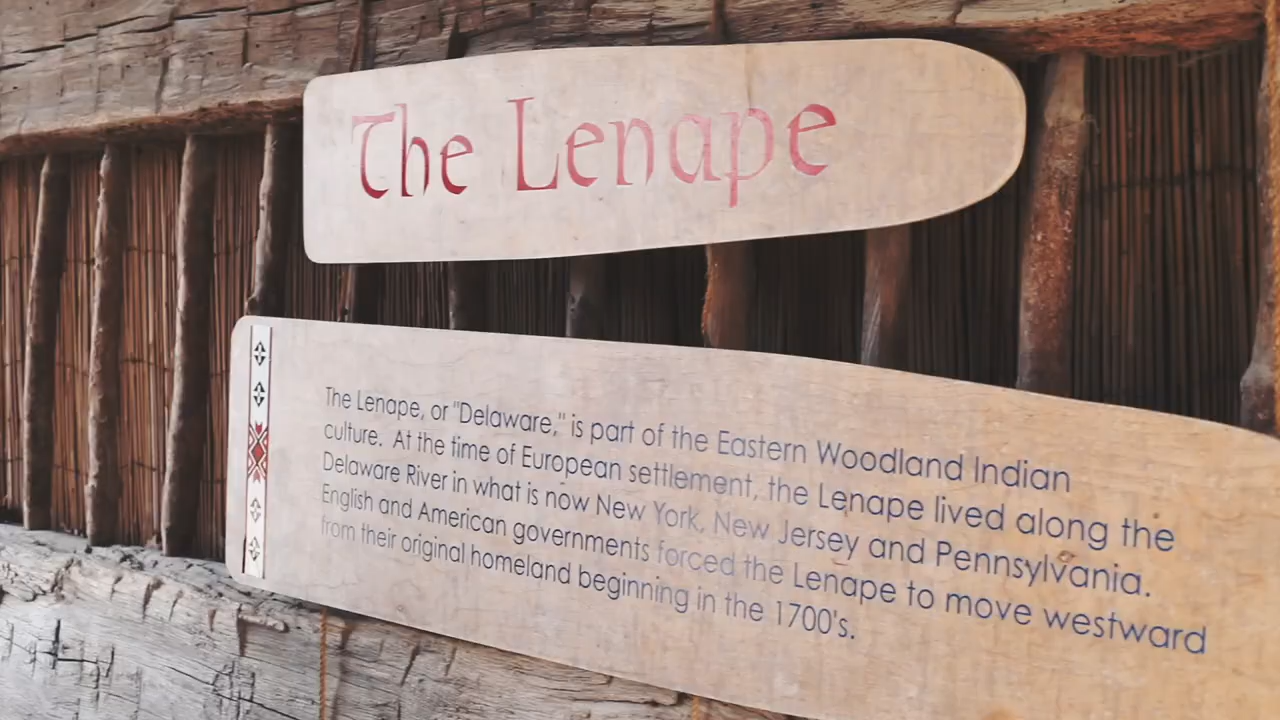 The Lenape
The Lenape, or "Delaware," is part of the Eastern Woodland Indian
culture. At the time of European settlement, the Lenape lived along the
Delaware River in what is now New York, New Jersey and Pennsylvania.
English and American governments forced the Lenape to move westward
from their original homeland beginning in the 1700's.